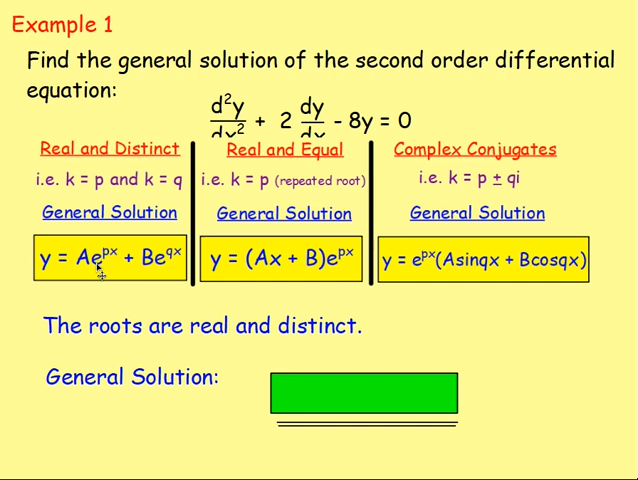 Example 1
Find the general solution of the second order differential
equation:
d²y/dx² + 2 dy/dx - 8y = 0
Real and Distinct
i.e. k = p and k = q
General Solution
y = Ae^px + Be^qx
Real and Equal
i.e. k = p (repeated root)
General Solution
y = (Ax + B)e^px
Complex Conjugates
i.e. k = p ± qi
General Solution
y = e^px(Asinqx + Bcosqx)
The roots are real and distinct.
General Solution: